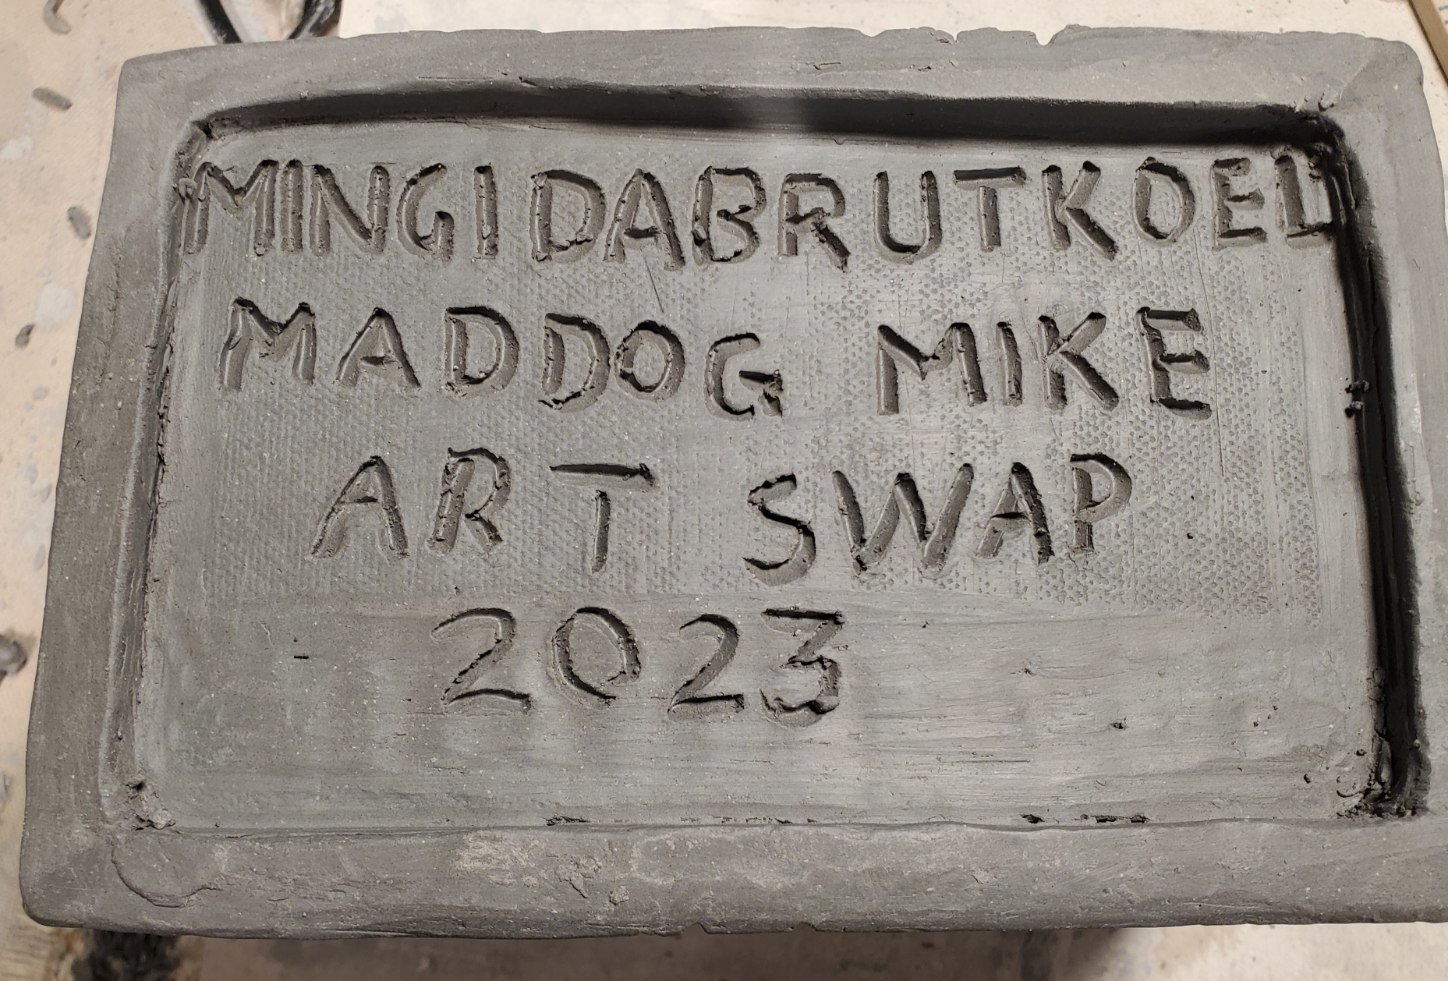 MINGIDABRUTKOEL
MADDOG MIKE
ART SWAP
2023